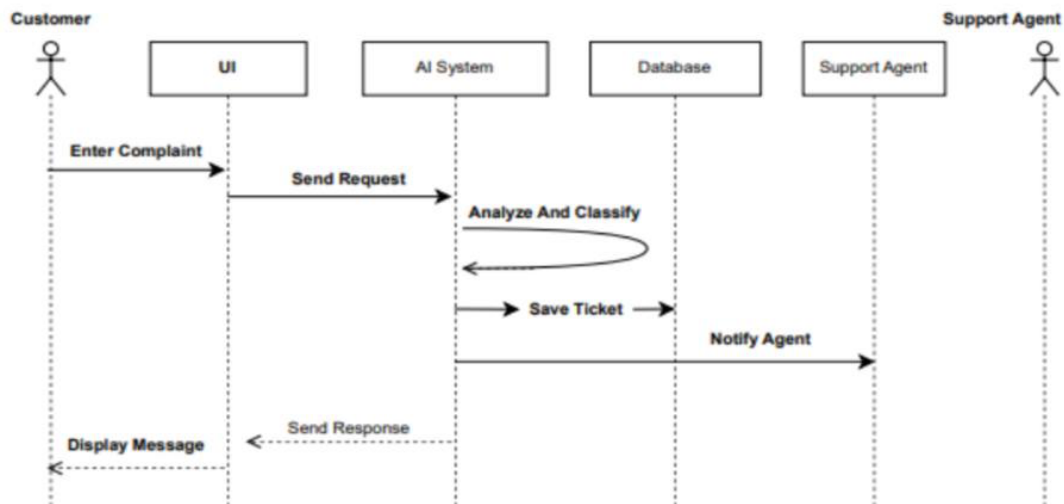 Customer
Support Agent
UI
AI System
Database
Support Agent
Enter Complaint
Send Request
Analyze And Classify
Save Ticket
Notify Agent
Send Response
Display Message